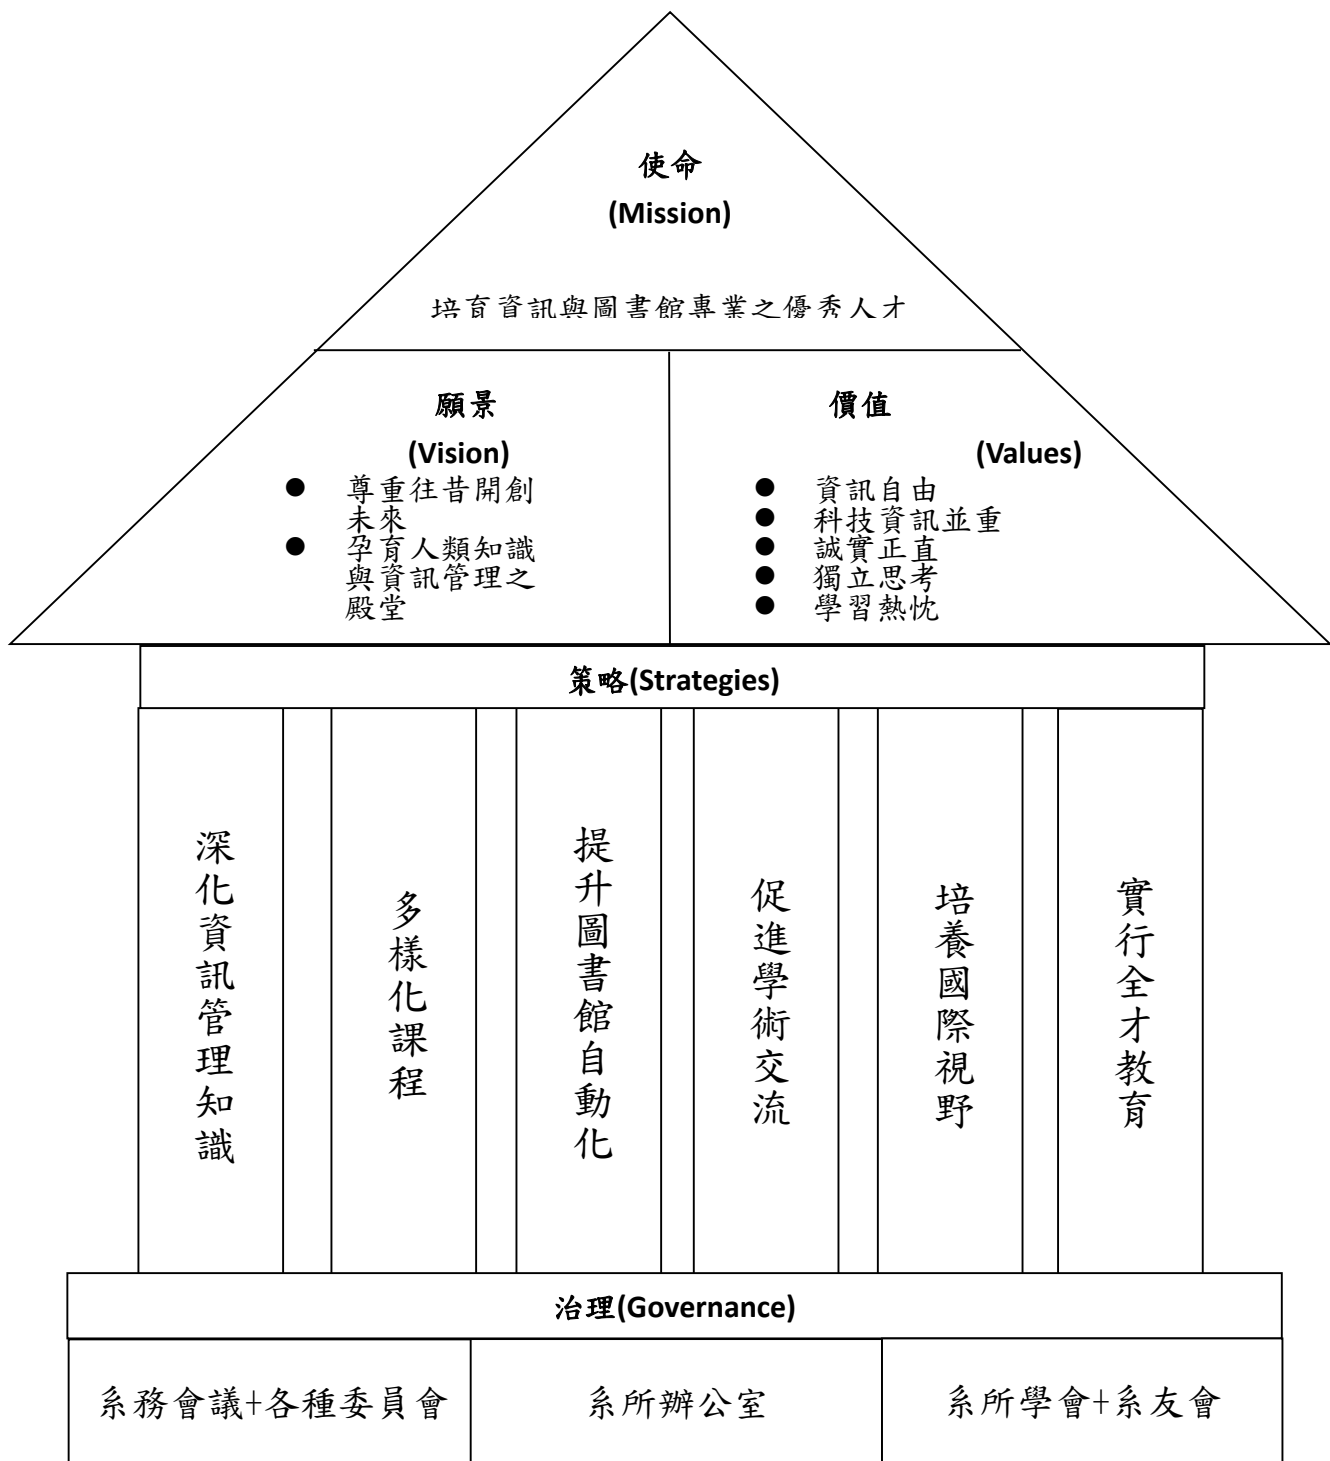 使命
(Mission)
培育資訊與圖書館專業之優秀人才
願景
(Vision)
● 尊重往昔開創
未來
● 孕育人類知識
與資訊管理之
殿堂
價值
(Values)
● 資訊自由
● 科技資訊並重
● 誠實正直
● 獨立思考
● 學習熱忱
策略(Strategies)
深化資訊管理知識
多樣化課程
提升圖書館自動化
促進學術交流
培養國際視野
實行全才教育
治理(Governance)
系務會議+各種委員會
系所辦公室
系所學會+系友會